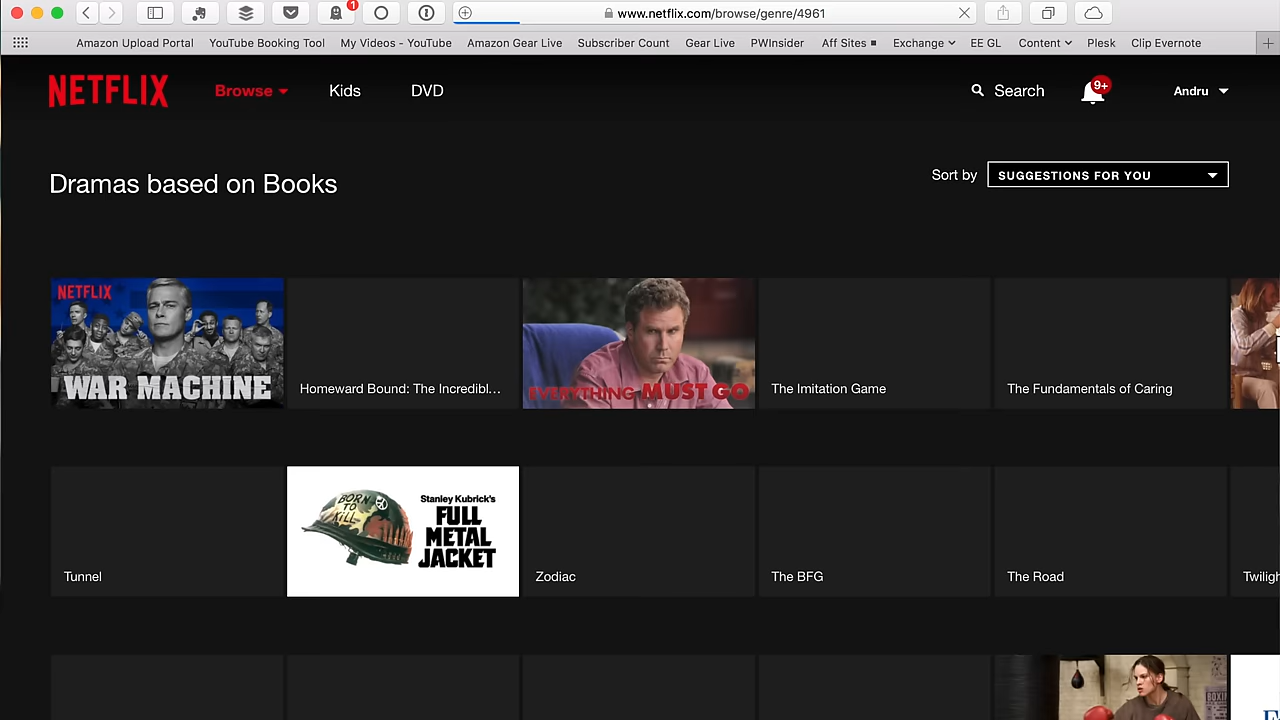 1
www.netflix.com/browse/genre/4961
Amazon Upload Portal YouTube Booking Tool My Videos - YouTube Amazon Gear Live Subscriber Count Gear Live PWInsider Aff Sites Exchange EE GL Content Plesk Clip Evernote
NETFLIX Browse Kids DVD Search 9+ Andru
Dramas based on Books
Sort by SUGGESTIONS FOR YOU
NETFLIX
WAR MACHINE
Homeward Bound: The Incredibl...
EVERYTHING MUST GO
The Imitation Game
The Fundamentals of Caring
Tunnel
BORN
TO
KILL
Stanley Kubrick's
FULL
METAL
JACKET
Zodiac
The BFG
The Road